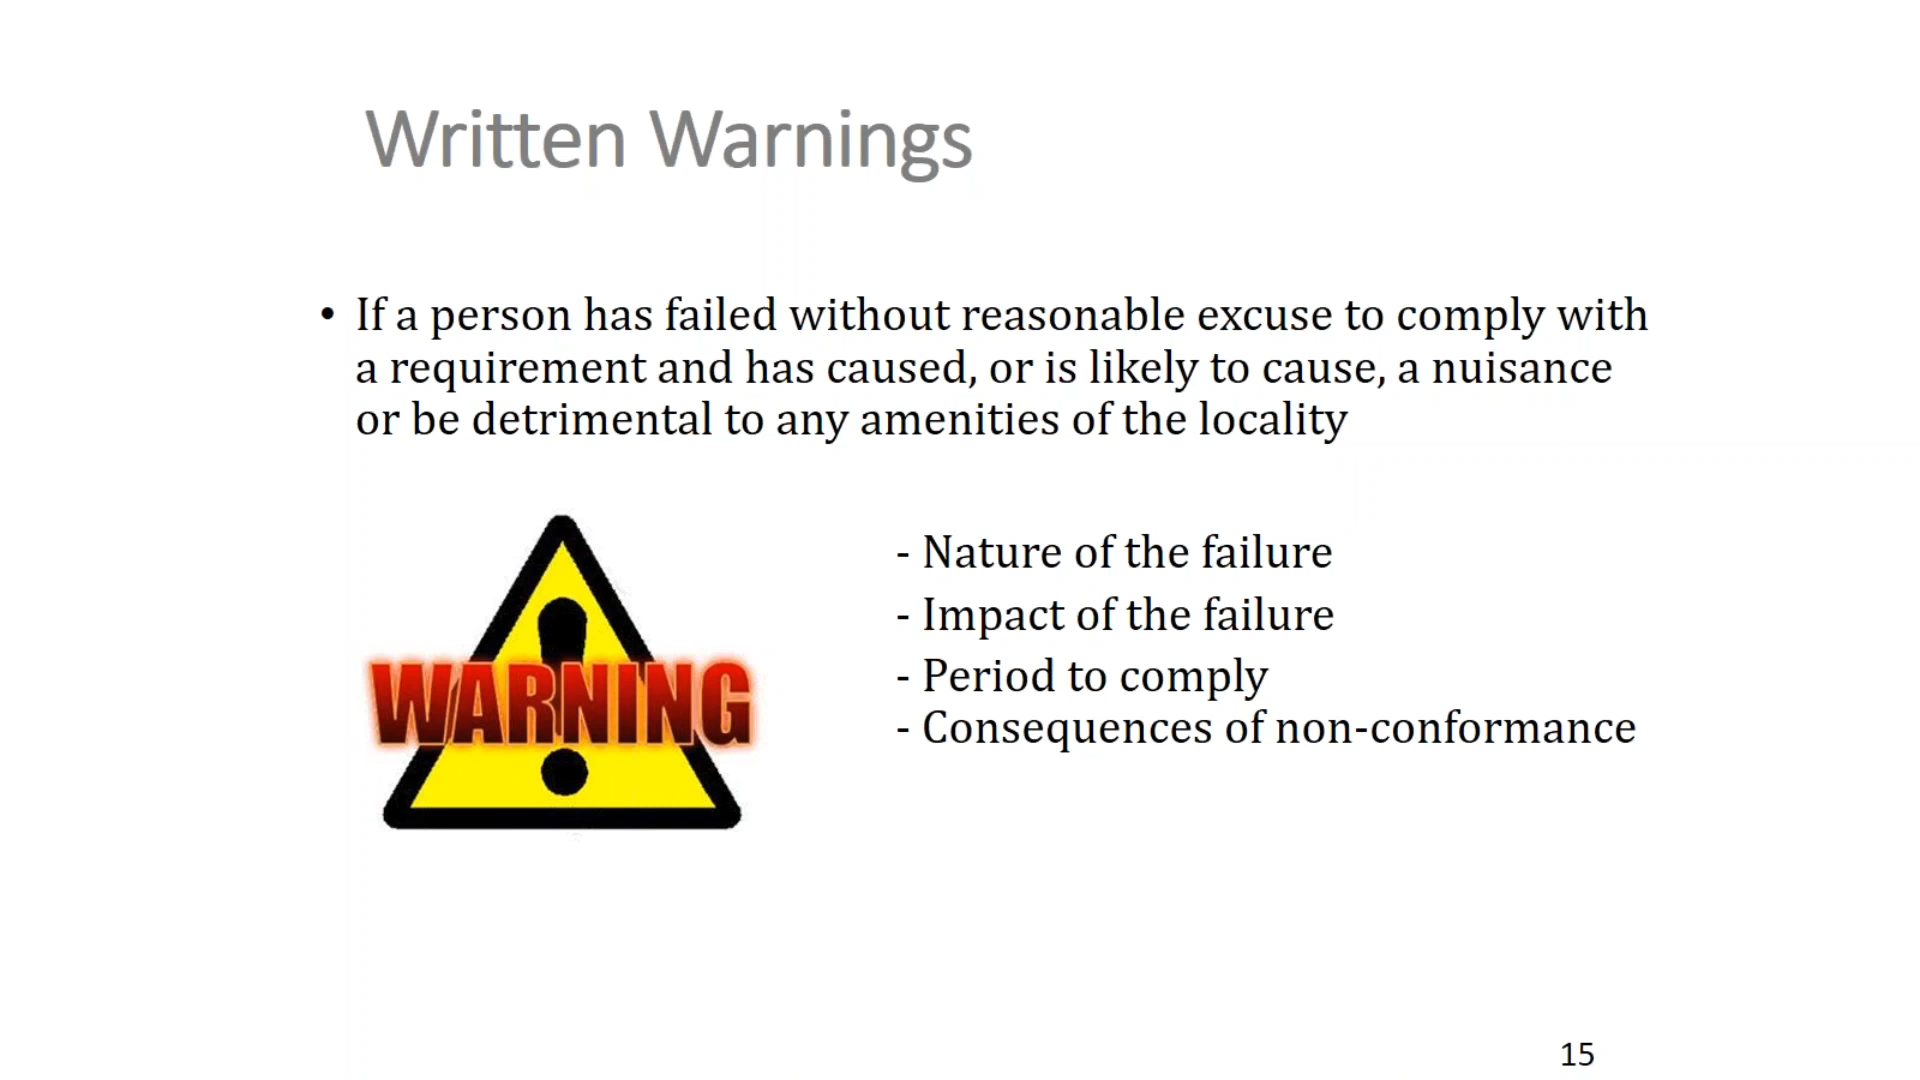 Written Warnings
• If a person has failed without reasonable excuse to comply with
a requirement and has caused, or is likely to cause, a nuisance
or be detrimental to any amenities of the locality
WARNING
- Nature of the failure
- Impact of the failure
- Period to comply
- Consequences of non-conformance
15